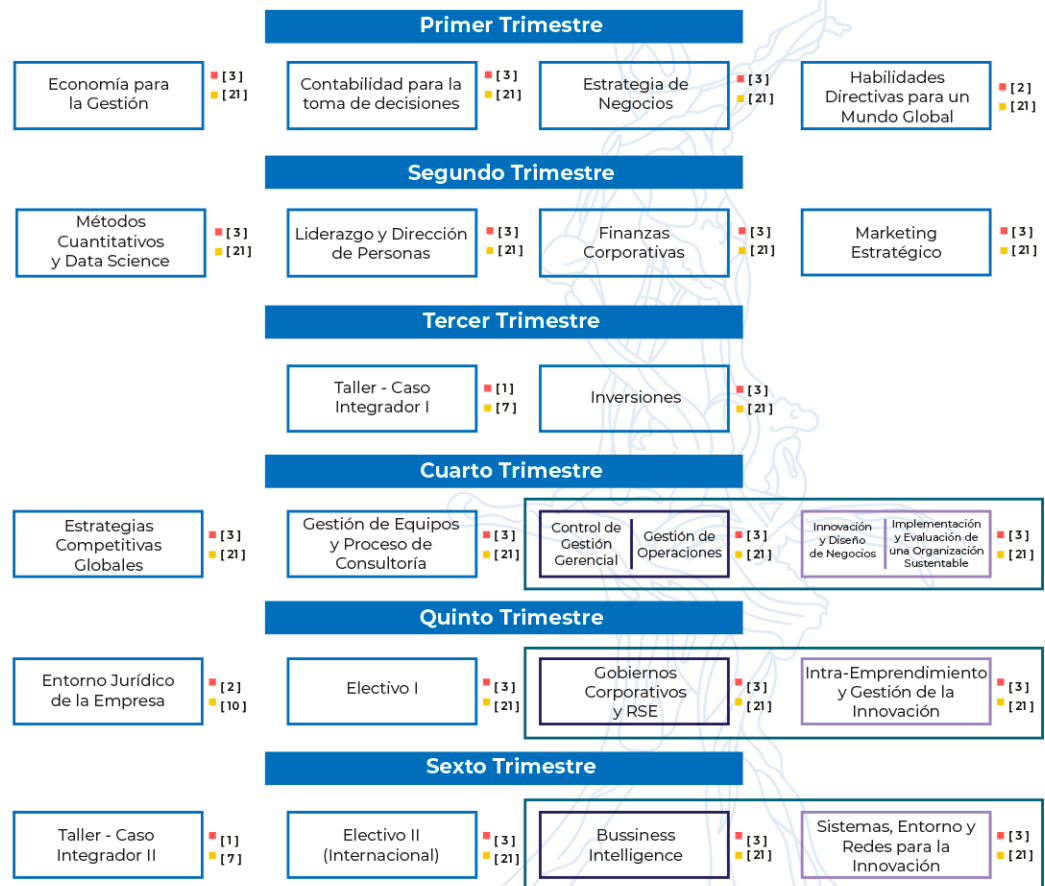 Primer Trimestre
Economía para
la Gestión
[3]
[21]
Contabilidad para la
toma de decisiones
[3]
[21]
Estrategia de
Negocios
[3]
[21]
Habilidades
Directivas para un
Mundo Global
[2]
[21]
Segundo Trimestre
Métodos
Cuantitativos
y Data Science
[3]
[21]
Liderazgo y Dirección
de Personas
[3]
[21]
Finanzas
Corporativas
[3]
[21]
Marketing
Estratégico
[3]
[21]
Tercer Trimestre
Taller - Caso
Integrador I
[1]
[7]
Inversiones
[3]
[21]
Cuarto Trimestre
Estrategias
Competitivas
Globales
[3]
[21]
Gestión de Equipos
y Proceso de
Consultoría
[3]
[21]
Control de
Gestión
Gerencial
Gestión de
Operaciones
[3]
[21]
Innovación
y Diseño
de Negocios
Implementación
y Evaluación de
una Organización
Sustentable
[3]
[21]
Quinto Trimestre
Entorno Jurídico
de la Empresa
[2]
[10]
Electivo I
[3]
[21]
Gobiernos
Corporativos
y RSE
[3]
[21]
Intra-Emprendimiento
y Gestión de la
Innovación
[3]
[21]
Sexto Trimestre
Taller - Caso
Integrador II
[1]
[7]
Electivo II
(Internacional)
[3]
[21]
Bussiness
Intelligence
[3]
[21]
Sistemas, Entorno y
Redes para la
Innovación
[3]
[21]